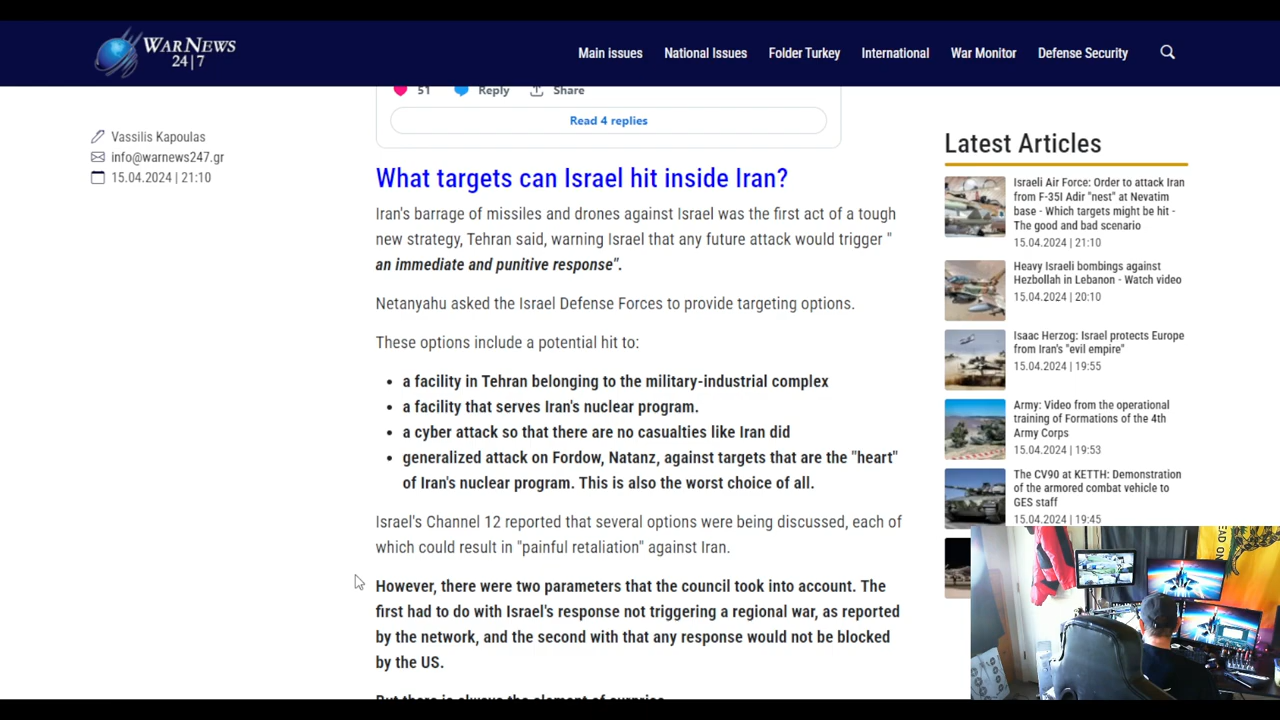 WARNEWS
24|7
Main issues
National Issues
Folder Turkey
International
War Monitor
Defense Security
51
Reply
Share
Read 4 replies
Vassilis Kapoulas
info@warnews247.gr
15.04.2024 | 21:10
What targets can Israel hit inside Iran?
Iran's barrage of missiles and drones against Israel was the first act of a tough
new strategy, Tehran said, warning Israel that any future attack would trigger "
an immediate and punitive response".
Netanyahu asked the Israel Defense Forces to provide targeting options.
These options include a potential hit to:
• a facility in Tehran belonging to the military-industrial complex
• a facility that serves Iran's nuclear program.
• a cyber attack so that there are no casualties like Iran did
• generalized attack on Fordow, Natanz, against targets that are the "heart"
of Iran's nuclear program. This is also the worst choice of all.
Israel's Channel 12 reported that several options were being discussed, each of
which could result in "painful retaliation" against Iran.
However, there were two parameters that the council took into account. The
first had to do with Israel's response not triggering a regional war, as reported
by the network, and the second with that any response would not be blocked
by the US.
But there is always the element of surprise
Latest Articles
Israeli Air Force: Order to attack Iran
from F-35I Adir "nest" at Nevatim
base - Which targets might be hit -
The good and bad scenario
15.04.2024 | 21:10
Heavy Israeli bombings against
Hezbollah in Lebanon - Watch video
15.04.2024 | 20:10
Isaac Herzog: Israel protects Europe
from Iran's "evil empire"
15.04.2024 | 19:55
Army: Video from the operational
training of Formations of the 4th
Army Corps
15.04.2024 | 19:53
The CV90 at KETTH: Demonstration
of the armored combat vehicle to
GES staff
15.04.2024 | 19:45